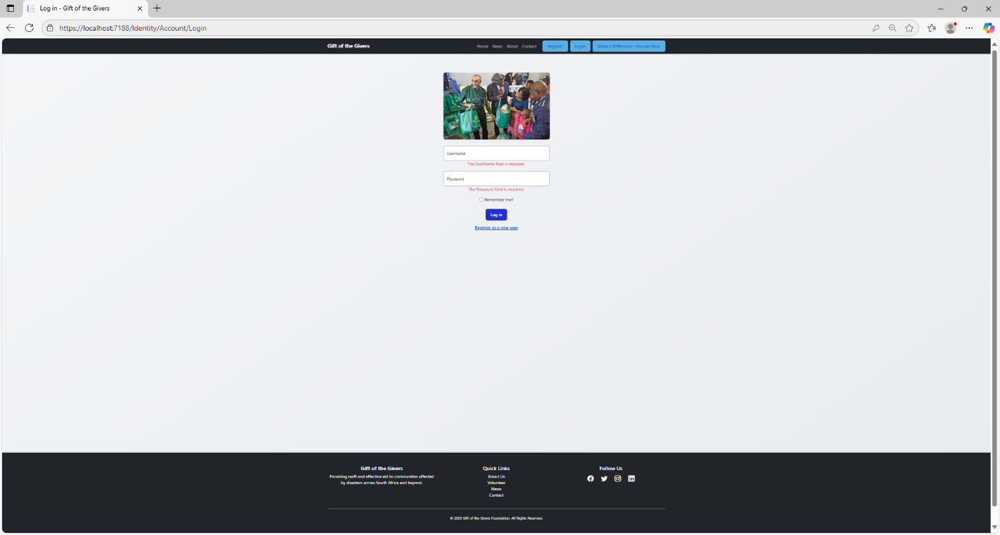 Log in - Gift of the Givers
https://localhost:7188/Identity/Account/Login
Gift of the Givers
Home
News
About
Contact
Register
Login
Make a Difference – Donate Now
Username
The UserName field is required.
Password
The Password field is required.
Remember me?
Log in
Register as a new user
Gift of the Givers
Providing swift and effective aid to communities affected
by disasters across South Africa and beyond.
Quick Links
About Us
Volunteer
News
Contact
Follow Us
© 2025 Gift of the Givers Foundation. All Rights Reserved.